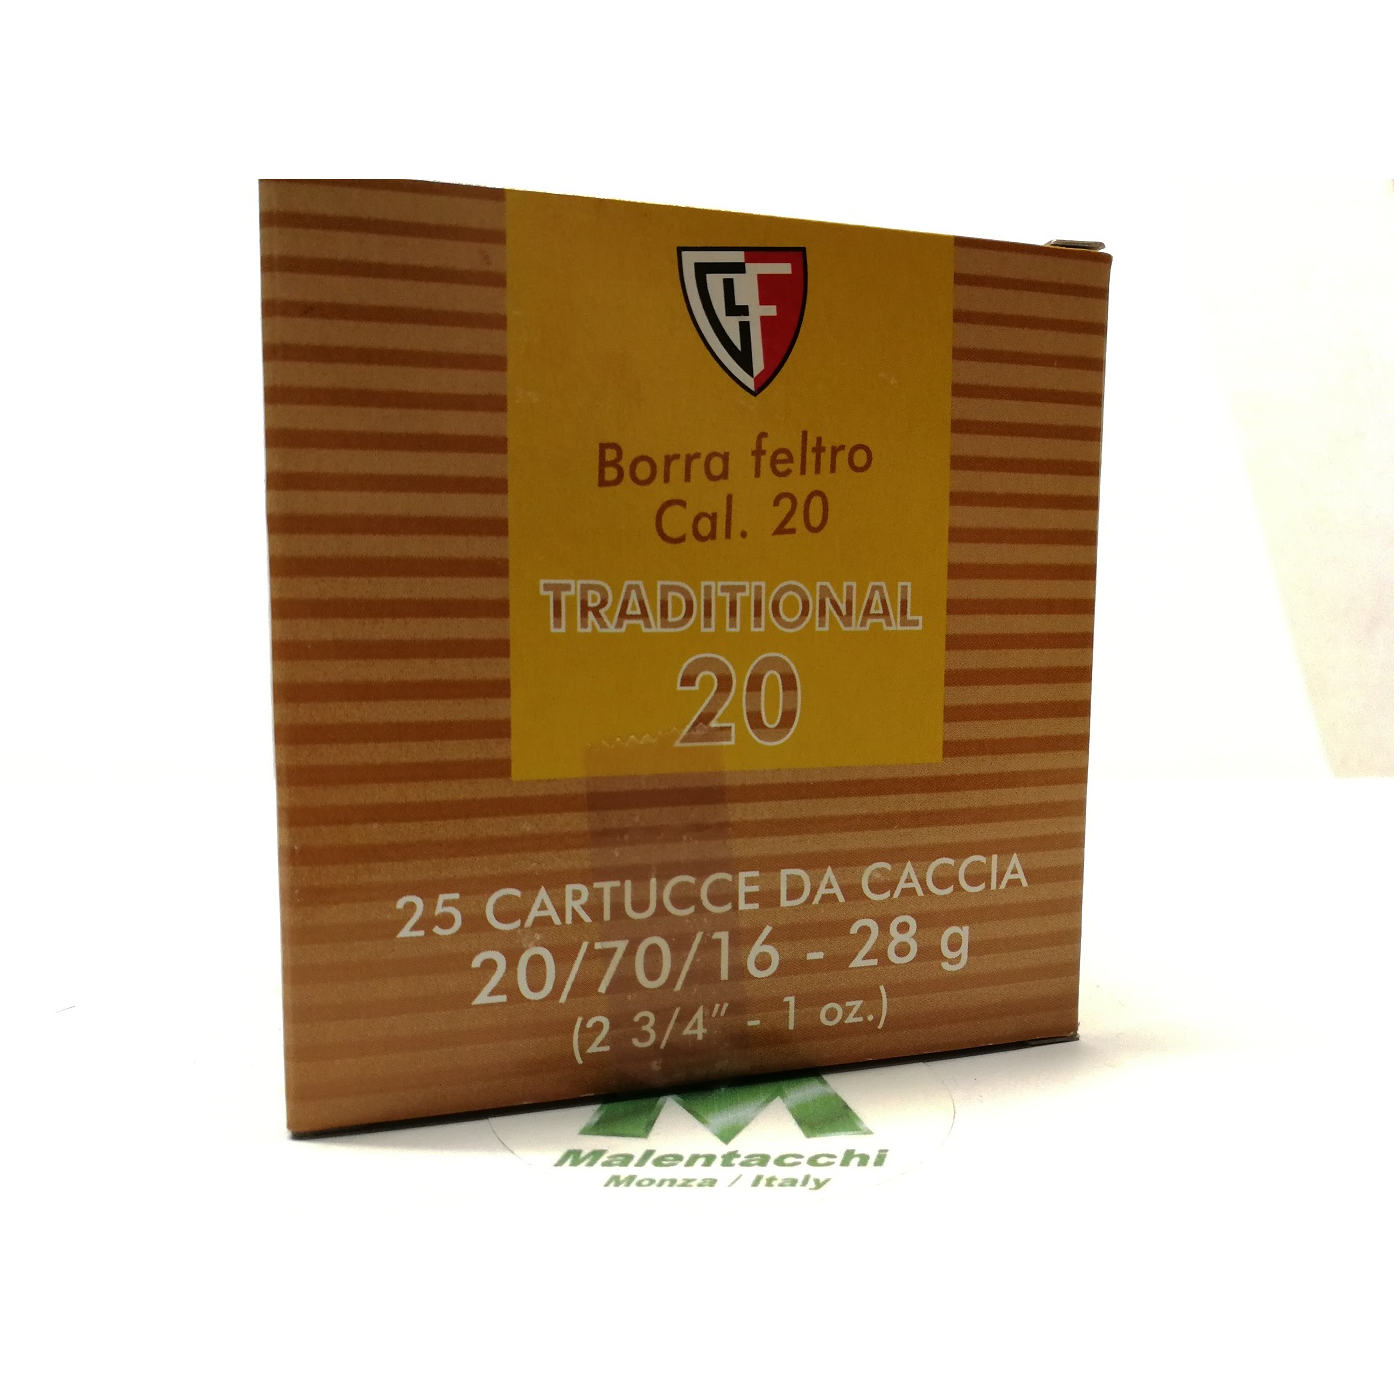 GLF
Borra feltro
Cal. 20
TRADITIONAL
20
25 CARTUCCE DA CACCIA
20/70/16 - 28 g
(2 3/4" - 1 oz.)
M
Malentacchi
Monza / Italy